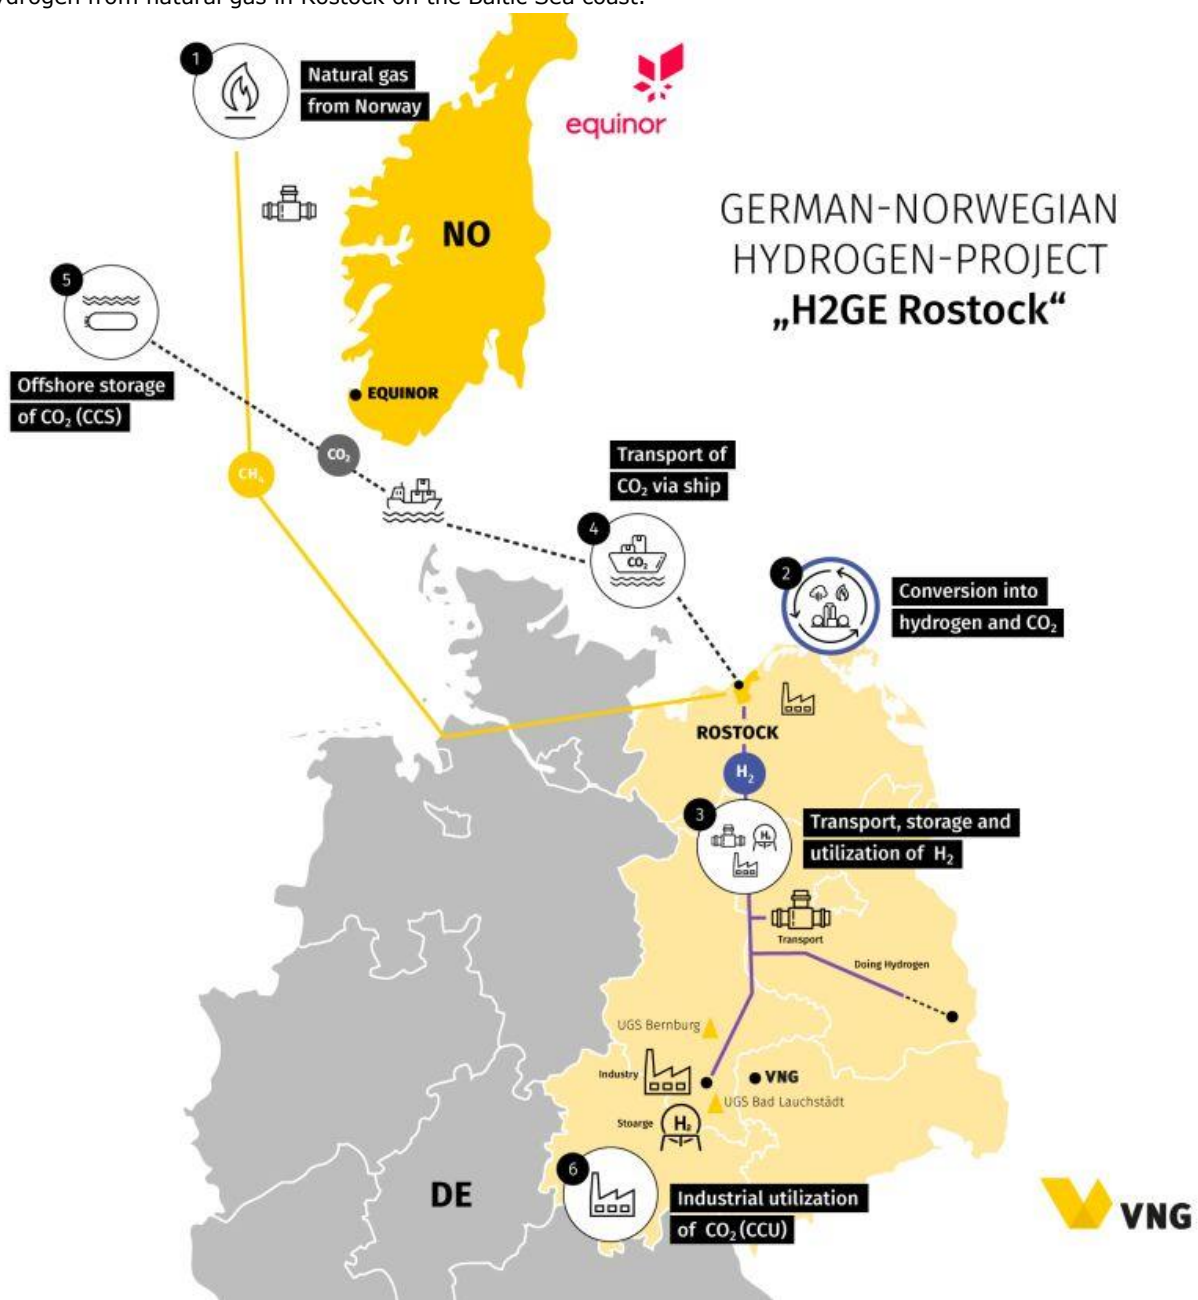 ydrogen from natural gas in Rostock on the Baltic Sea coast.
1
Natural gas
from Norway
equinor
NO
GERMAN-NORWEGIAN
HYDROGEN-PROJECT
„H2GE Rostock“
5
Offshore storage
of CO₂ (CCS)
EQUINOR
CO₂
CH₄
Transport of
CO₂ via ship
4
CO₂
2
Conversion into
hydrogen and CO₂
ROSTOCK
H₂
3
H₂
Transport, storage and
utilization of H₂
Transport
Doing Hydrogen
UGS Bernburg
Industry
VNG
UGS Bad Lauchstädt
Stoarge
H₂
6
DE
Industrial utilization
of CO₂ (CCU)
VNG